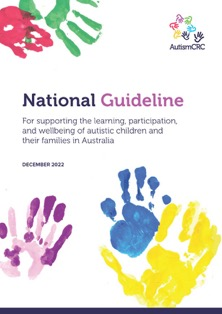 AutismCRC
National Guideline
For supporting the learning, participation,
and wellbeing of autistic children and
their families in Australia
DECEMBER 2022